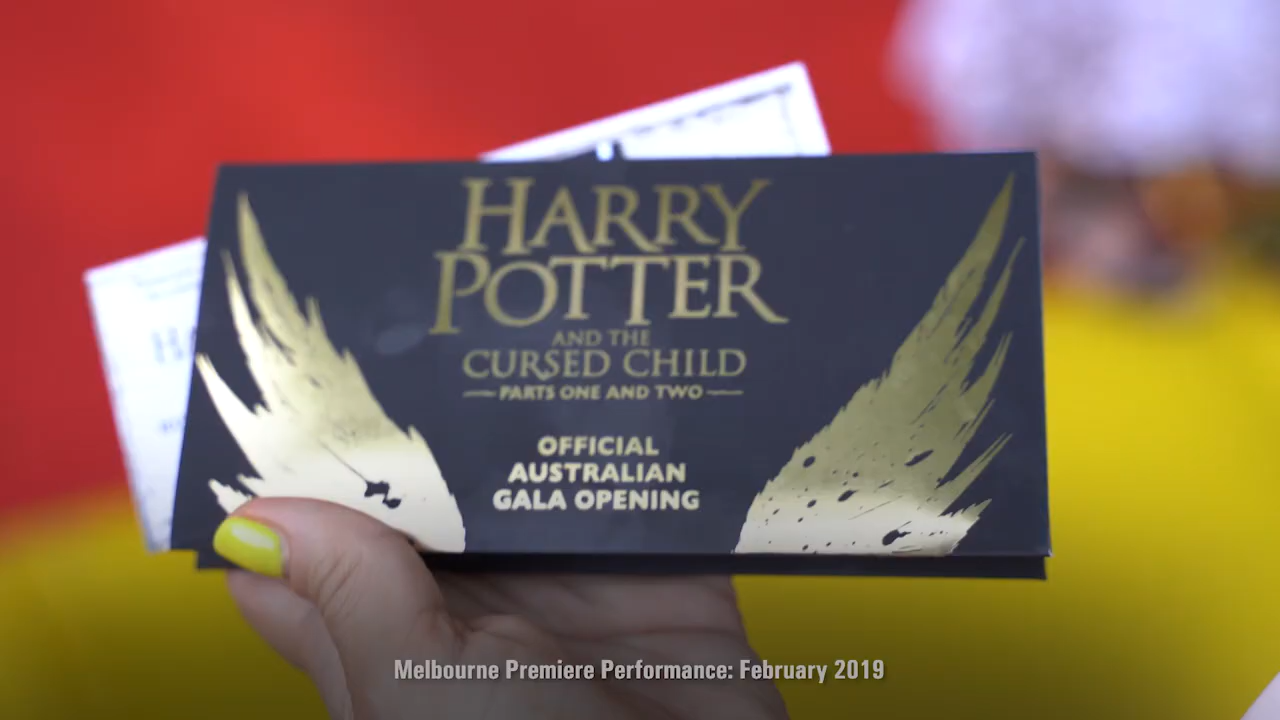 HARRY
POTTER
AND THE
CURSED CHILD
PARTS ONE AND TWO
OFFICIAL
AUSTRALIAN
GALA OPENING
Melbourne Premiere Performance: February 2019